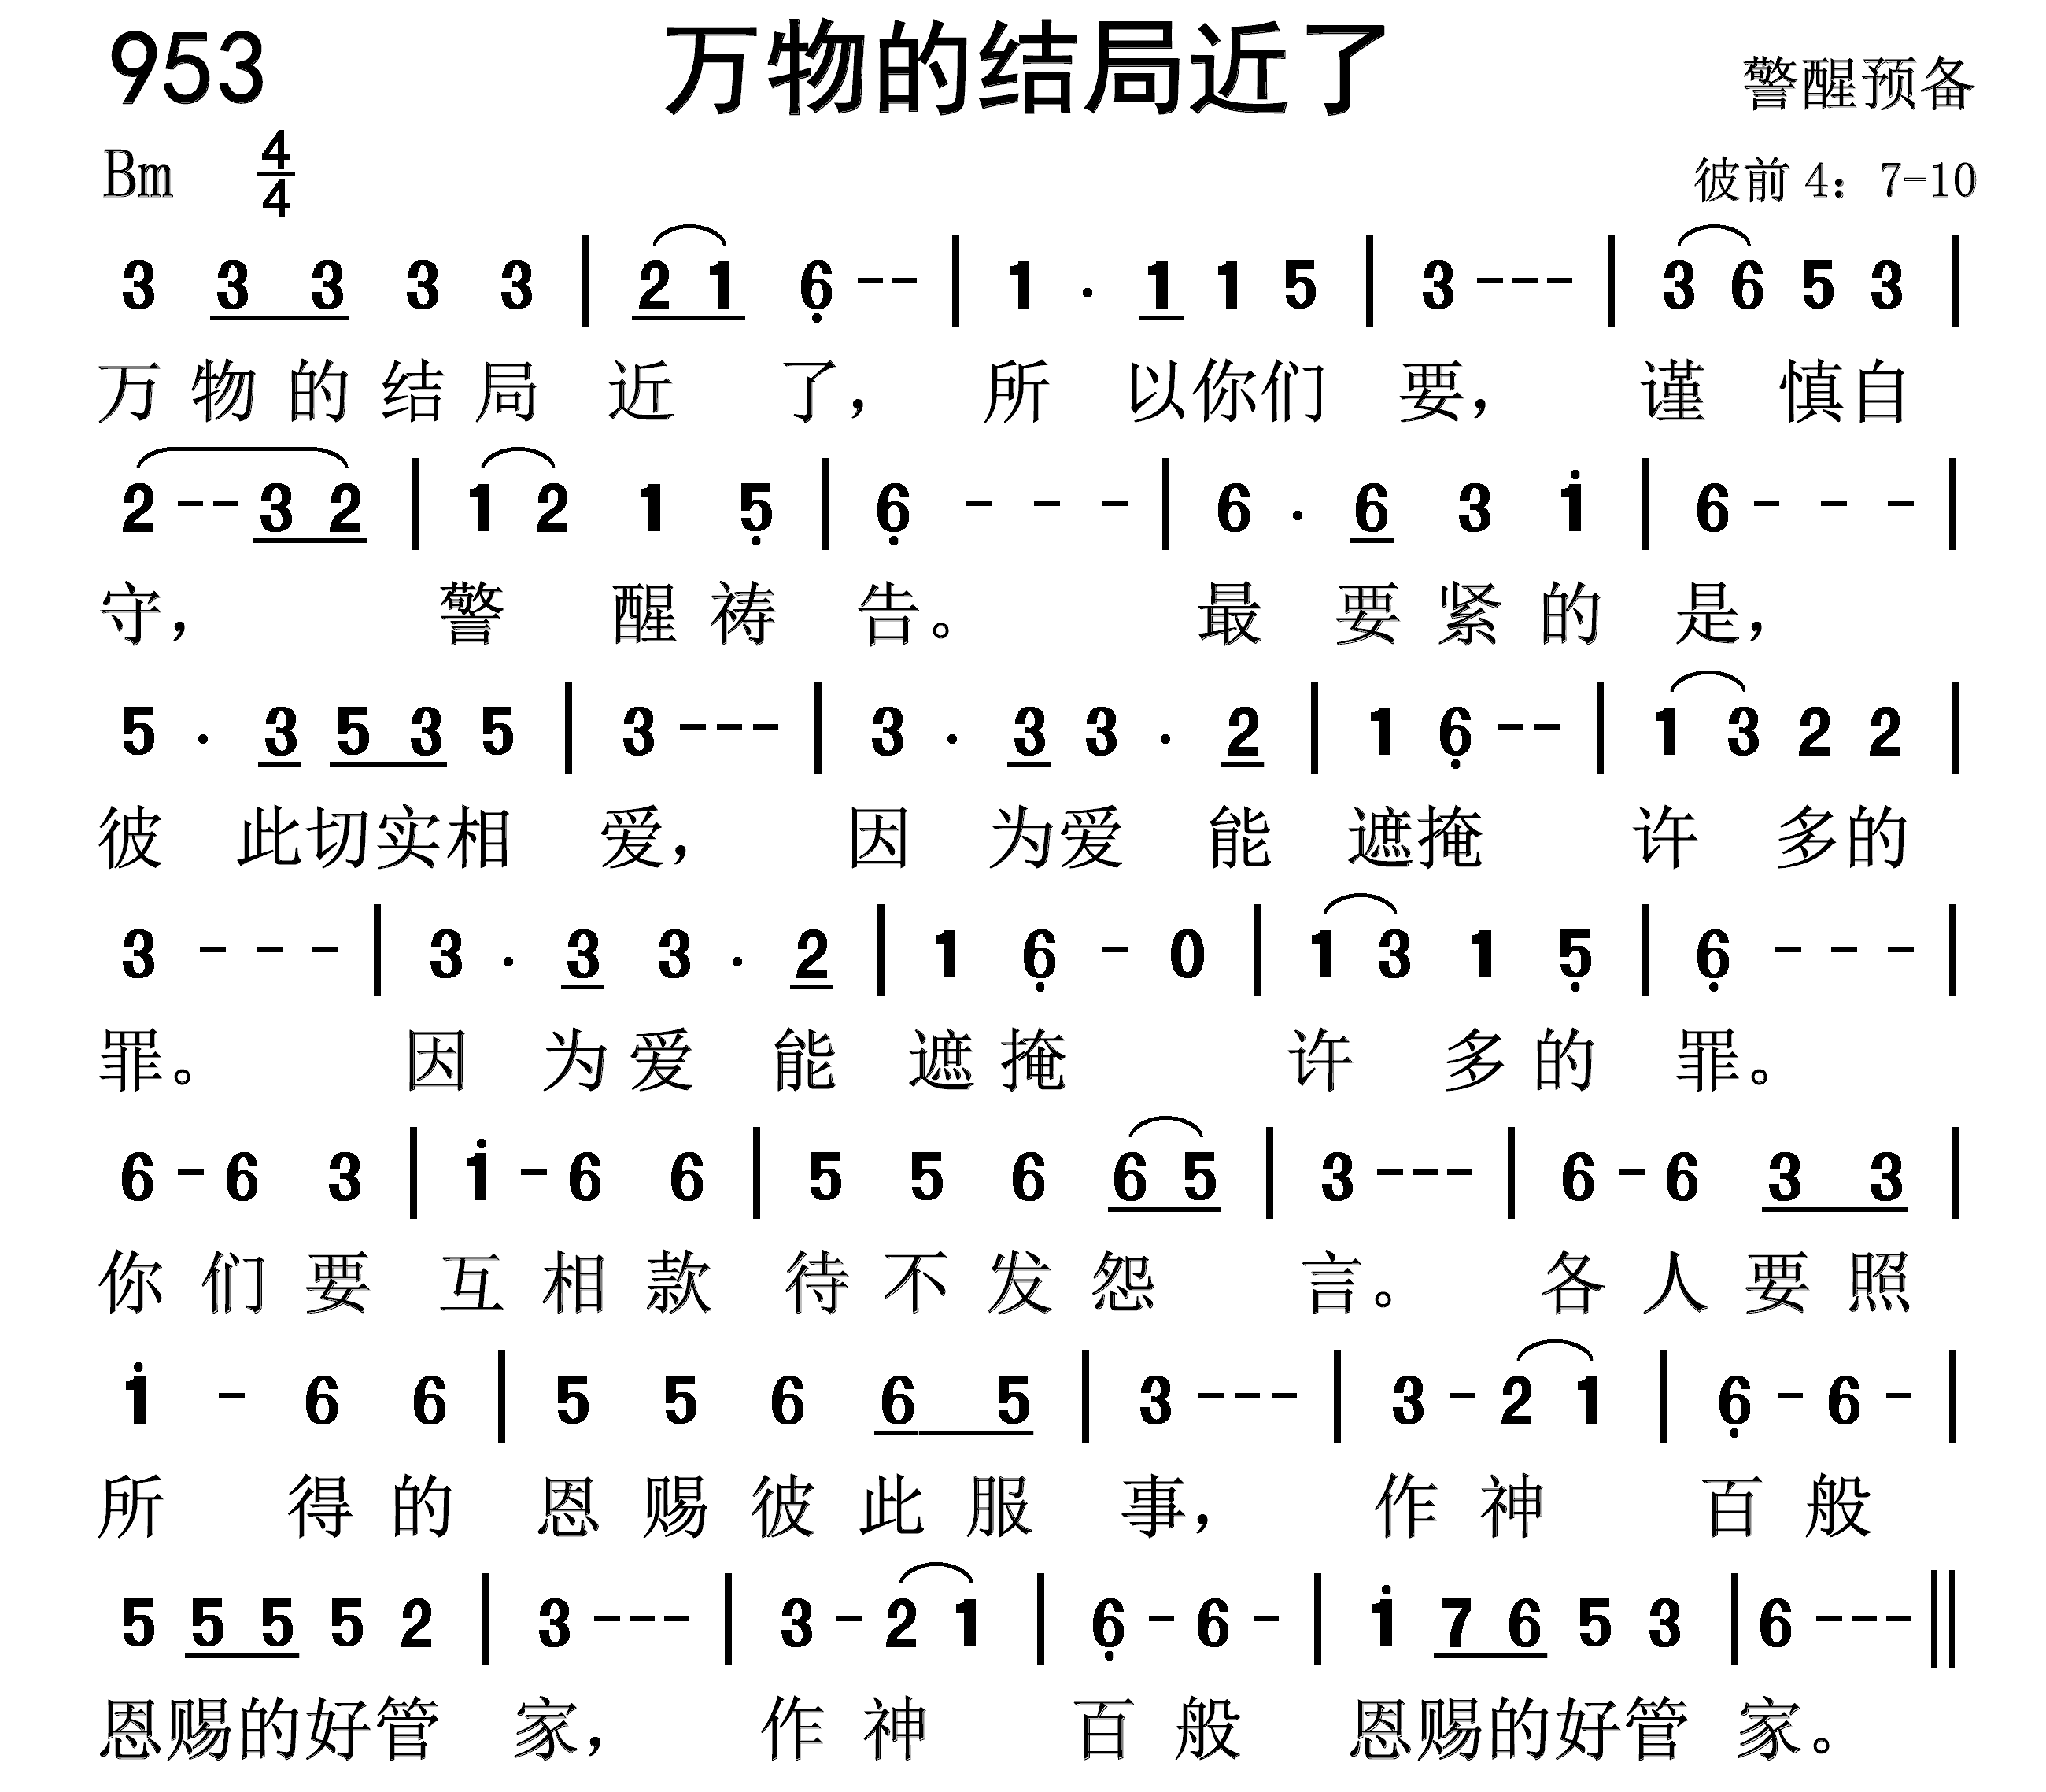 953 万物的结局近了 警醒预备
Bm 4/4 彼前 4：7-10
3 3 3 3 3 | 2 1 6 - - | 1 . 1 1 5 | 3 - - - | 3 6 5 3 |
万物的结局近了，所以你们要，谨慎自
2 - - 3 2 | 1 2 1 5 | 6 - - - | 6 . 6 3 1 | 6 - - - |
守，警醒祷告。最要紧的是，
5 . 3 5 3 5 | 3 - - - | 3 . 3 3 . 2 | 1 6 - - | 1 3 2 2 |
彼此切实相爱，因为爱能遮掩许多的
3 - - - | 3 . 3 3 . 2 | 1 6 - 0 | 1 3 1 5 | 6 - - - |
罪。因为爱能遮掩许多的罪。
6 - 6 3 | 1 - 6 6 | 5 5 6 6 5 | 3 - - - | 6 - 6 3 3 |
你们要互相款待不发怨言。各人要照
1 - 6 6 | 5 5 6 6 5 | 3 - - - | 3 - 2 1 | 6 - 6 - |
所得的恩赐彼此服事，作神百般
5 5 5 5 2 | 3 - - - | 3 - 2 1 | 6 - 6 - | 1 7 6 5 3 | 6 - - - ||
恩赐的好管家，作神百般恩赐的好管家。